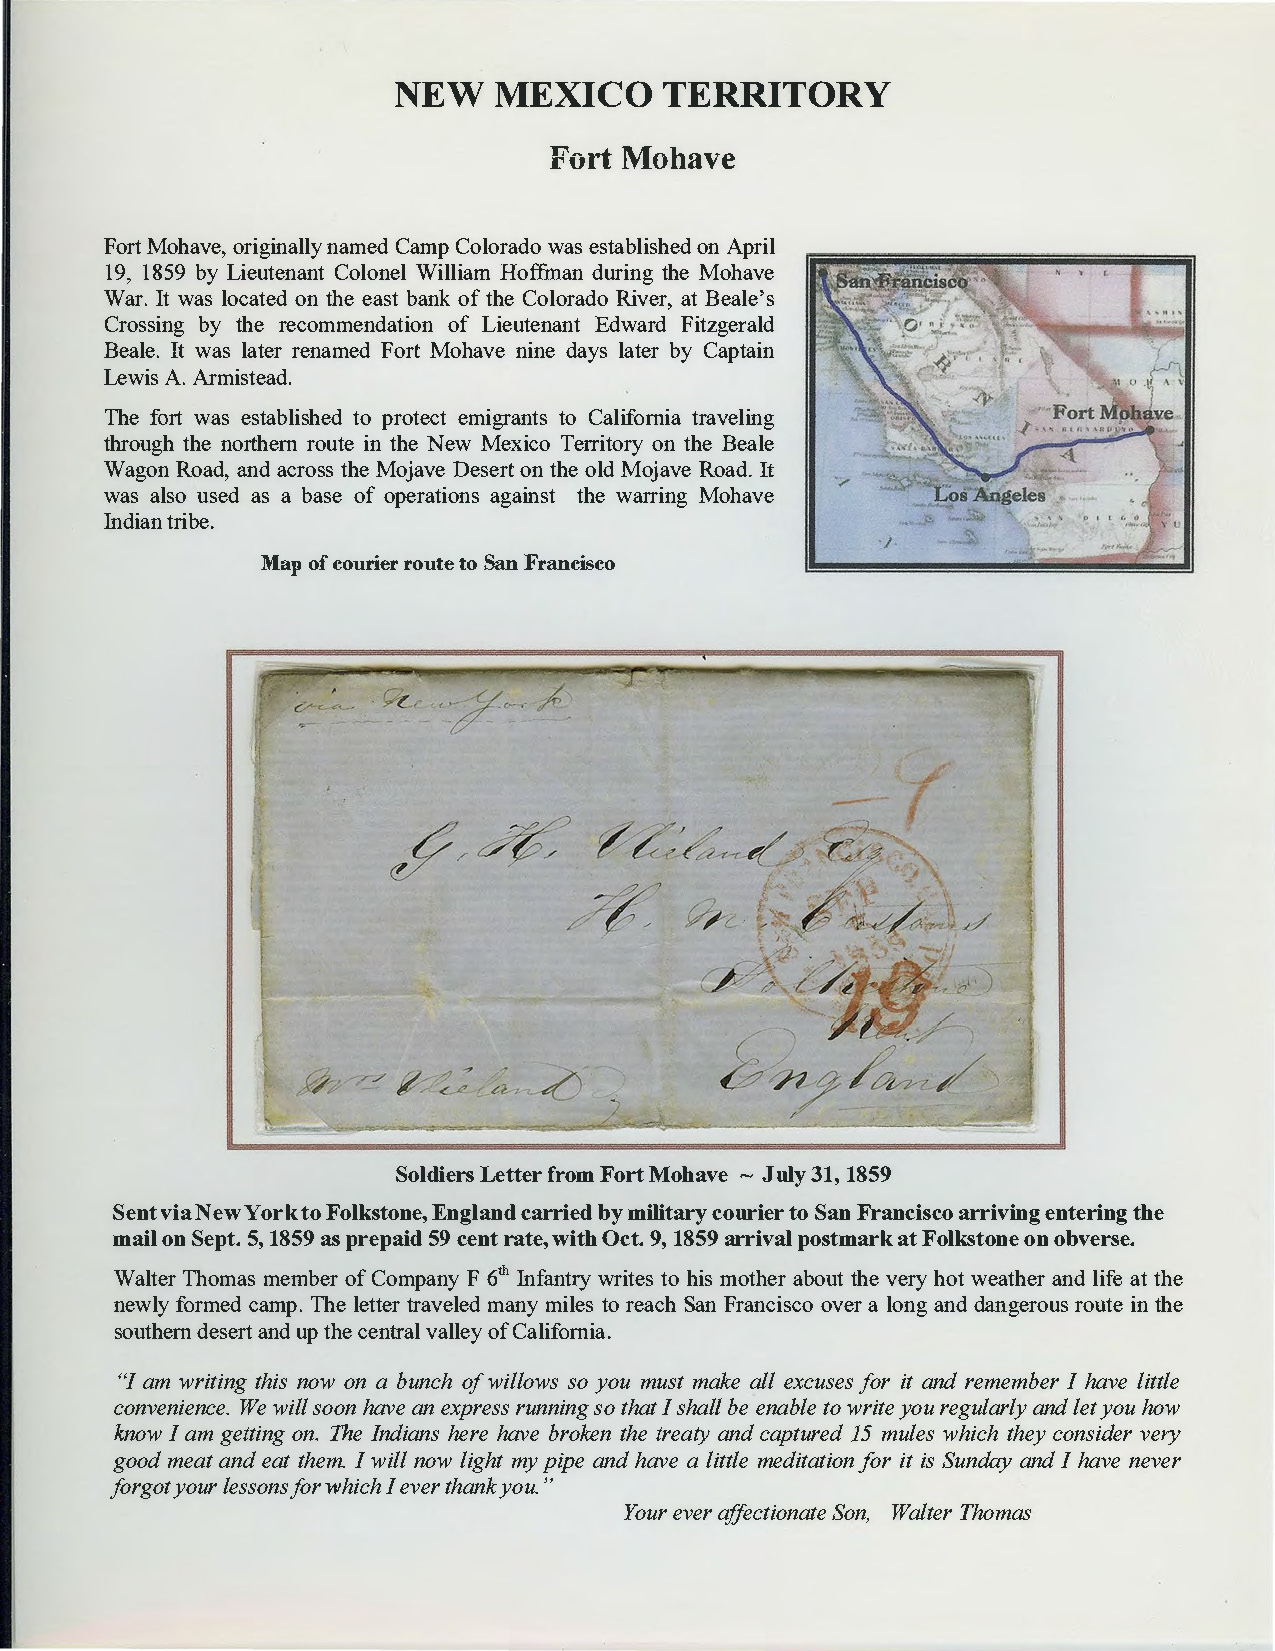 NEW MEXICO TERRITORY
Fort Mohave
Fort Mohave, originally named Camp Colorado was established on April
19, 1859 by Lieutenant Colonel William Hoffman during the Mohave
War. It was located on the east bank of the Colorado River, at Beale's
Crossing by the recommendation of Lieutenant Edward Fitzgerald
Beale. It was later renamed Fort Mohave nine days later by Captain
Lewis A. Armistead.
The fort was established to protect emigrants to California traveling
through the northern route in the New Mexico Territory on the Beale
Wagon Road, and across the Mojave Desert on the old Mojave Road. It
was also used as a base of operations against the warring Mohave
Indian tribe.
Map of courier route to San Francisco
San Francisco
Fort Mohave
Los Angeles
via New York
9
G. H. Vlieland Esq
H. M. Customs
Folkstone
Kent
England
Mrs Vlieland
SAN FRANCISCO
SEP
5
1859
19
Soldiers Letter from Fort Mohave ~ July 31, 1859
Sent via New York to Folkstone, England carried by military courier to San Francisco arriving entering the
mail on Sept. 5, 1859 as prepaid 59 cent rate, with Oct. 9, 1859 arrival postmark at Folkstone on obverse.
Walter Thomas member of Company F 6th Infantry writes to his mother about the very hot weather and life at the
newly formed camp. The letter traveled many miles to reach San Francisco over a long and dangerous route in the
southern desert and up the central valley of California.
"I am writing this now on a bunch of willows so you must make all excuses for it and remember I have little
convenience. We will soon have an express running so that I shall be enable to write you regularly and let you how
know I am getting on. The Indians here have broken the treaty and captured 15 mules which they consider very
good meat and eat them. I will now light my pipe and have a little meditation for it is Sunday and I have never
forgot your lessons for which I ever thank you."
Your ever affectionate Son, Walter Thomas